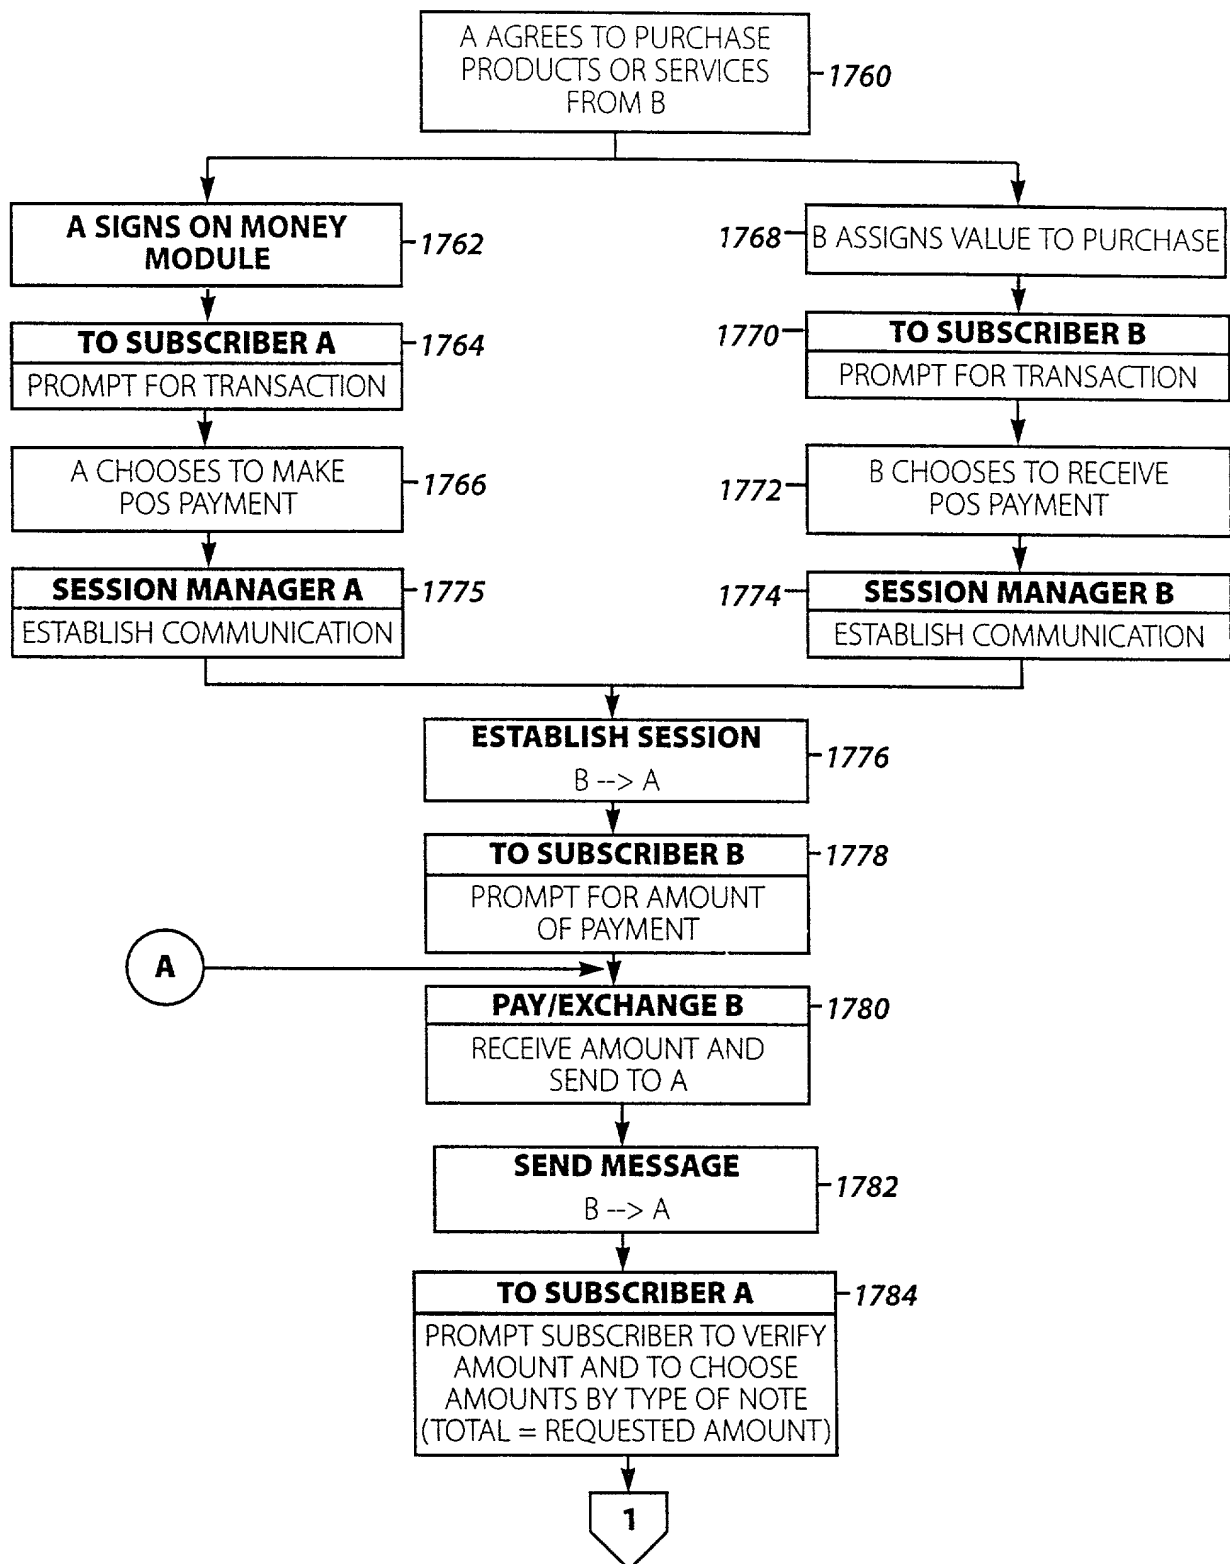 A AGREES TO PURCHASE
PRODUCTS OR SERVICES
FROM B
1760
A SIGNS ON MONEY
MODULE
1762
TO SUBSCRIBER A
1764
PROMPT FOR TRANSACTION
A CHOOSES TO MAKE
POS PAYMENT
1766
SESSION MANAGER A
1775
ESTABLISH COMMUNICATION
1768
B ASSIGNS VALUE TO PURCHASE
1770
TO SUBSCRIBER B
PROMPT FOR TRANSACTION
B CHOOSES TO RECEIVE
POS PAYMENT
1772
1774
SESSION MANAGER B
ESTABLISH COMMUNICATION
ESTABLISH SESSION
B --> A
1776
TO SUBSCRIBER B
1778
PROMPT FOR AMOUNT
OF PAYMENT
A
PAY/EXCHANGE B
1780
RECEIVE AMOUNT AND
SEND TO A
SEND MESSAGE
B --> A
1782
TO SUBSCRIBER A
1784
PROMPT SUBSCRIBER TO VERIFY
AMOUNT AND TO CHOOSE
AMOUNTS BY TYPE OF NOTE
(TOTAL = REQUESTED AMOUNT)
1